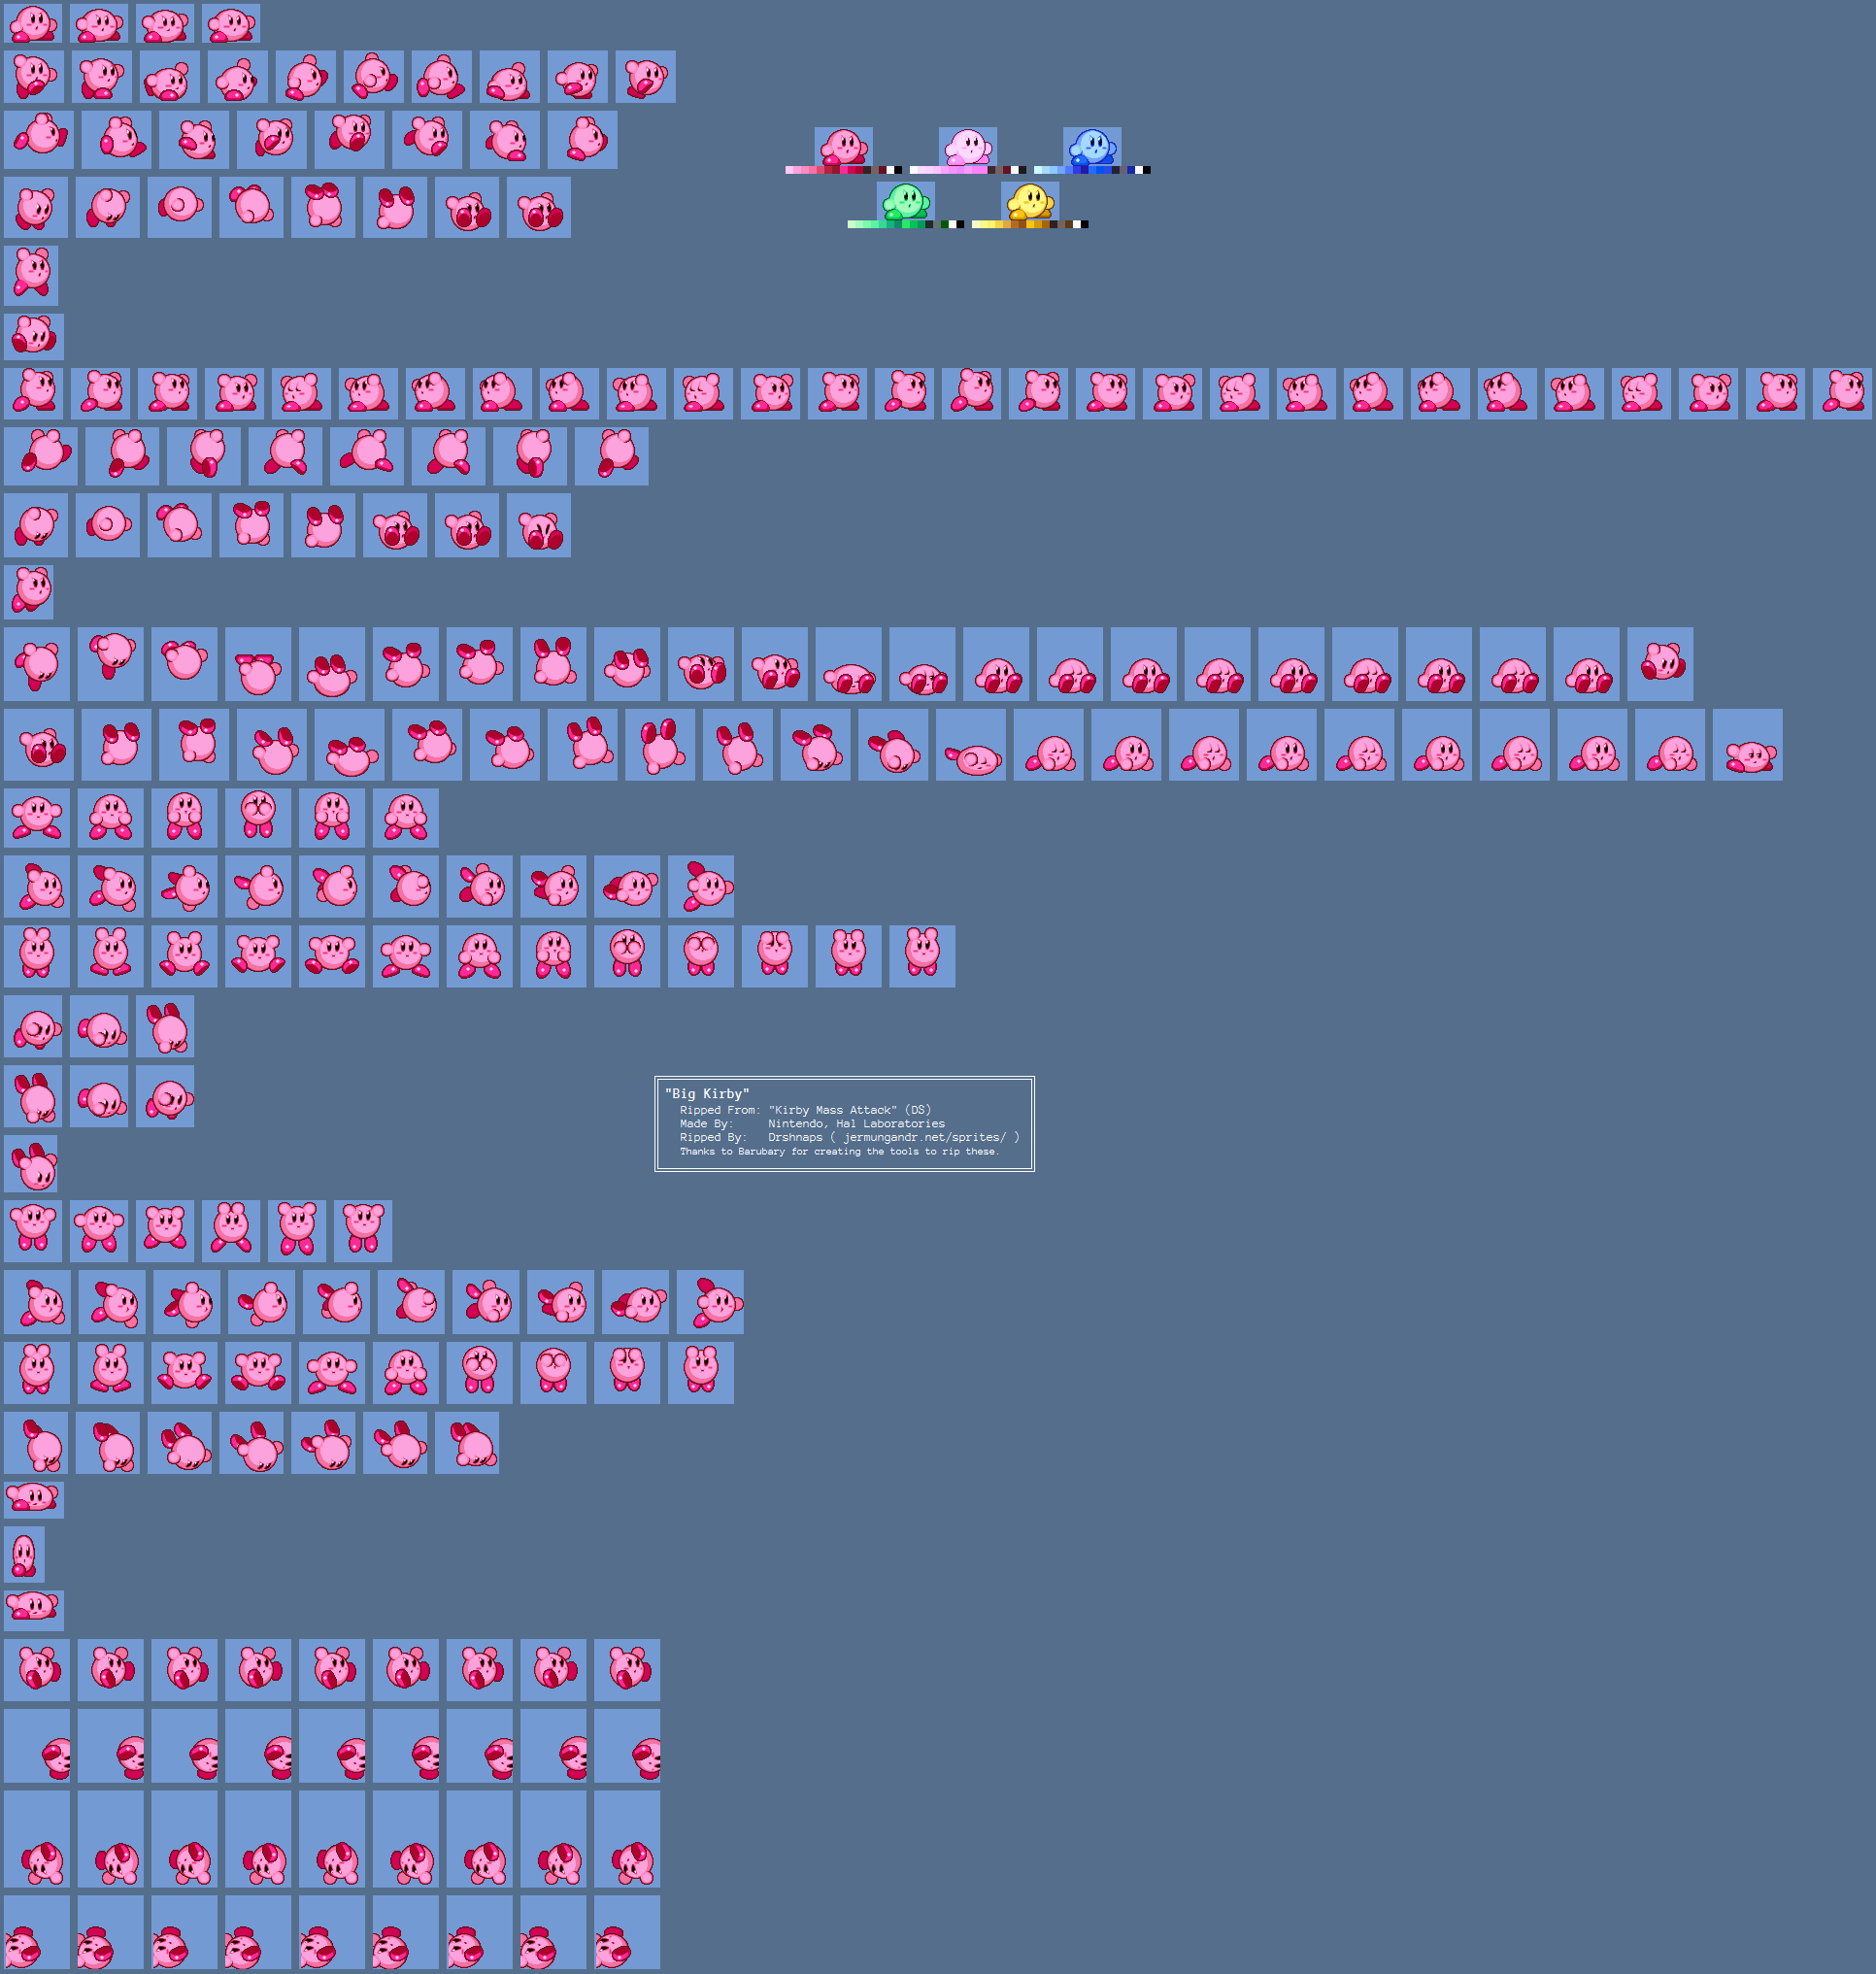 "Big Kirby"
Ripped From: "Kirby Mass Attack" (DS)
Made By: Nintendo, Hal Laboratories
Ripped By: Drshnaps ( jermungandr.net/sprites/ )
Thanks to Barubary for creating the tools to rip these.